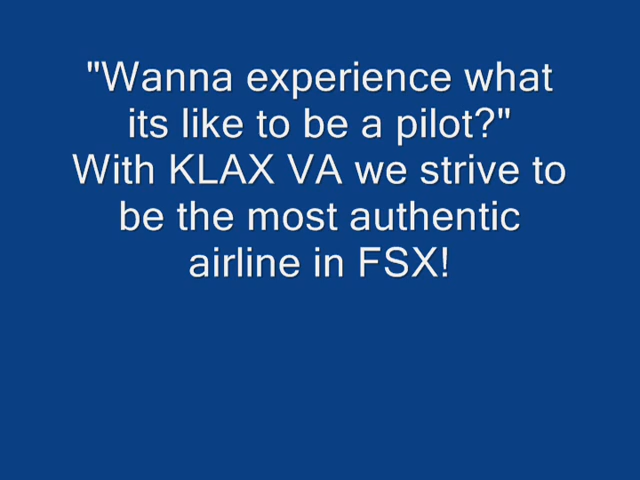 "Wanna experience what
its like to be a pilot?"
With KLAX VA we strive to
be the most authentic
airline in FSX!